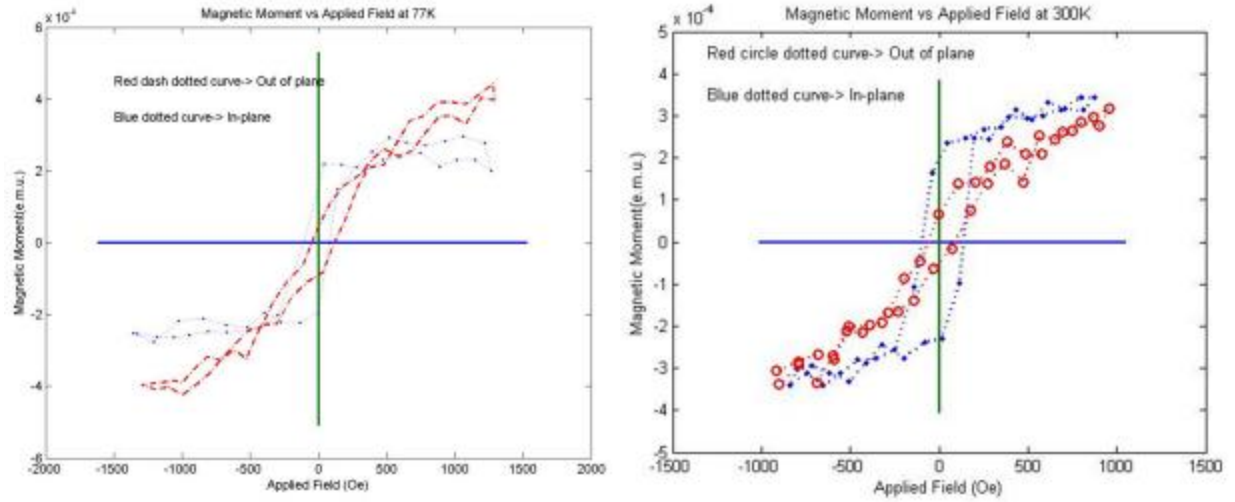 Magnetic Moment vs Applied Field at 77K
x 10⁻⁴
6
Red dash dotted curve-> Out of plane
4
Blue dotted curve-> In-plane
2
0
-2
-4
-6
Magnetic Moment(e.m.u.)
-2000 -1500 -1000 -500 0 500 1000 1500 2000
Applied Field (Oe)
Magnetic Moment vs Applied Field at 300K
x 10⁻⁴
5
Red circle dotted curve-> Out of plane
4
Blue dotted curve-> In-plane
3
2
1
0
-1
-2
-3
-4
-5
Magnetic Moment(e.m.u.)
-1500 -1000 -500 0 500 1000 1500
Applied Field (Oe)